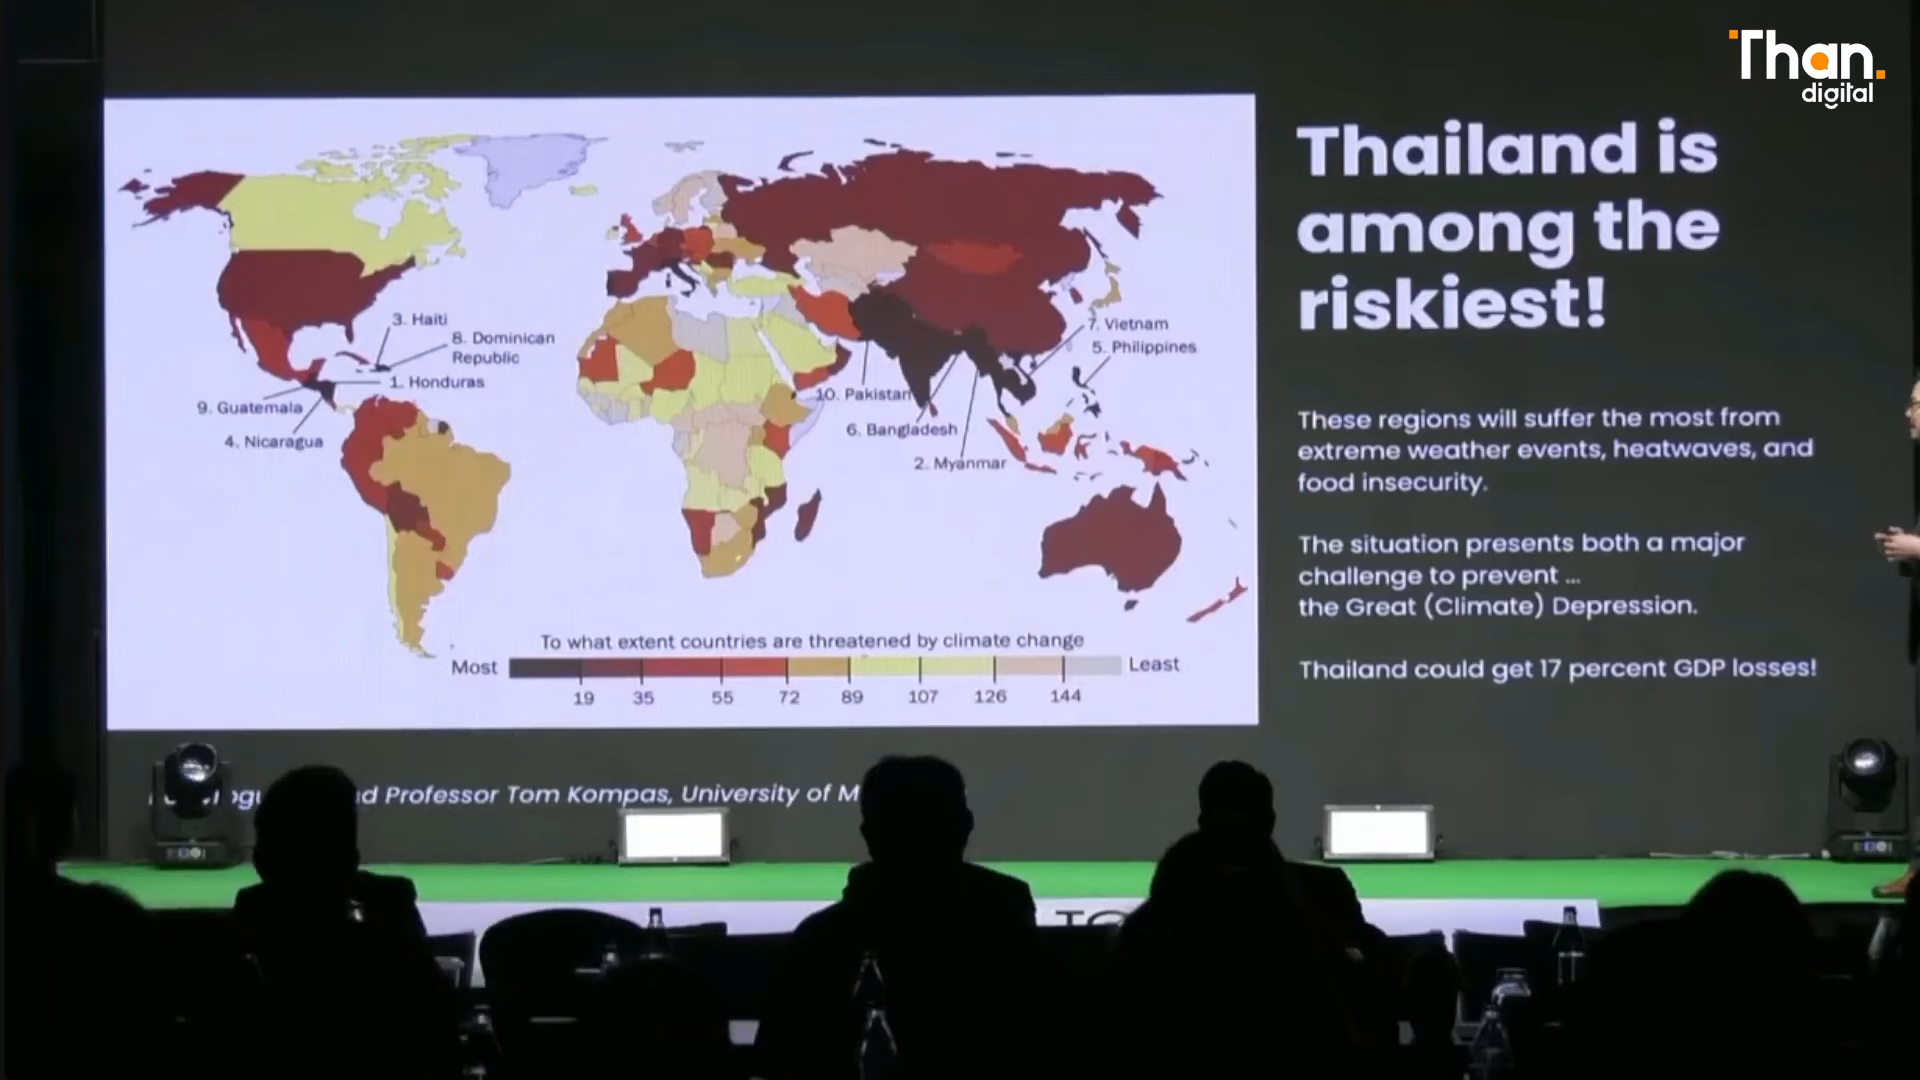 Than.
digital
Thailand is
among the
riskiest!
These regions will suffer the most from
extreme weather events, heatwaves, and
food insecurity.
The situation presents both a major
challenge to prevent ...
the Great (Climate) Depression.
Thailand could get 17 percent GDP losses!
3. Haiti
8. Dominican
Republic
1. Honduras
9. Guatemala
4. Nicaragua
7. Vietnam
5. Philippines
10. Pakistan
6. Bangladesh
2. Myanmar
To what extent countries are threatened by climate change
Most
Least
19 35 55 72 89 107 126 144
Professor Tom Kompas, University of